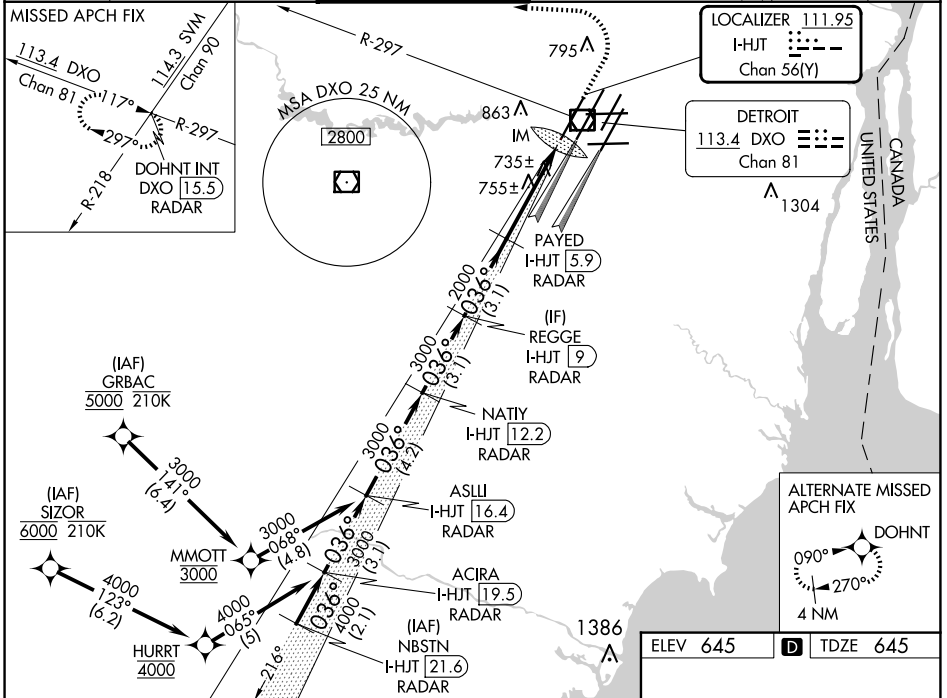 MISSED APCH FIX
113.4 DXO
Chan 81
114.3 SVM
Chan 90
117°
297°
R-297
R-218
DOHNT INT
DXO 15.5
RADAR
MSA DXO 25 NM
2800
R-297
795
863
IM
735±
755±
LOCALIZER 111.95
I-HJT
Chan 56(Y)
DETROIT
113.4 DXO
Chan 81
1304
CANADA
UNITED STATES
PAYED
I-HJT 5.9
RADAR
2000
036°
(3.1)
(IF)
REGGE
I-HJT 9
RADAR
3000
036°
(3.1)
NATIY
I-HJT 12.2
RADAR
3000
036°
(4.2)
ASLLI
I-HJT 16.4
RADAR
036°
3000
(3.1)
ACIRA
I-HJT 19.5
RADAR
036°
4000
(2.1)
(IAF)
NBSTN
I-HJT 21.6
RADAR
216°
(IAF)
GRBAC
5000 210K
3000
141°
(6.4)
(IAF)
SIZOR
6000 210K
4000
123°
(6.2)
MMOTT
3000
3000
068°
(4.8)
HURRT
4000
4000
065°
(5)
1386
ALTERNATE MISSED
APCH FIX
DOHNT
090°
270°
4 NM
ELEV 645
D
TDZE 645